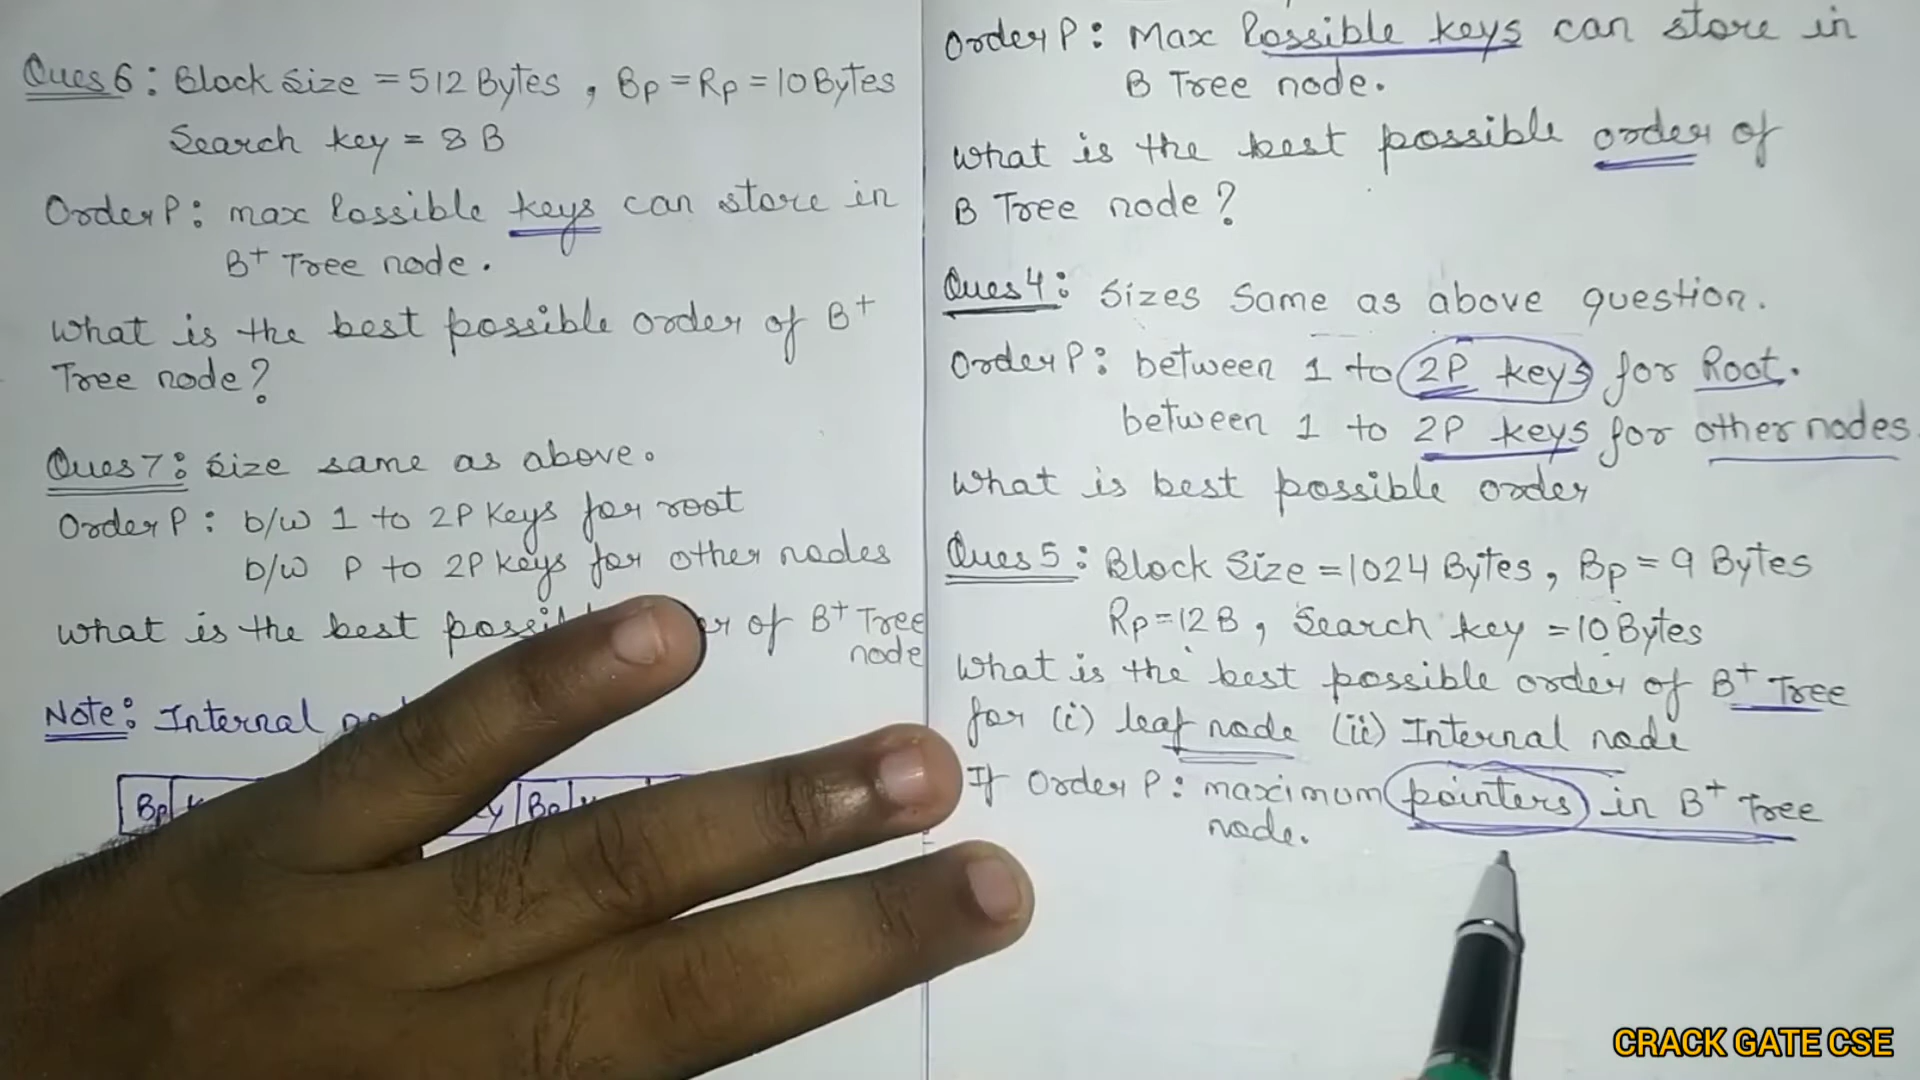 Ques 6: Block Size = 512 Bytes, Bp = Rp = 10 Bytes
Search key = 8 B
Order P: max Possible keys can store in
B+ Tree node.
What is the best possible order of B+
Tree node?
Ques 7: Size same as above.
Order P: b/w 1 to 2P keys for root
b/w P to 2P keys for other nodes
What is the best of B+ Tree
node
Note: Internal
Bp Bp
Order P: Max Possible keys can store in
B Tree node.
What is the best possible order of
B Tree node?
Ques 4: Sizes Same as above question.
Order P: between 1 to 2P keys for Root.
between 1 to 2P keys for other nodes
What is best possible order
Ques 5: Block Size = 1024 Bytes, Bp = 9 Bytes
Rp = 12 B, Search key = 10 Bytes
What is the best possible order of B+ Tree
for (i) leaf node (ii) Internal node
If Order P: maximum pointers in B+ Tree
node.
CRACK GATE CSE